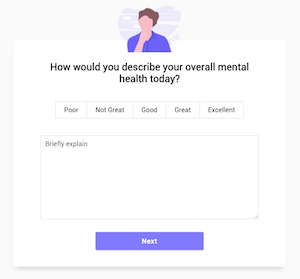 How would you describe your overall mental
health today?
Poor Not Great Good Great Excellent
Briefly explain
Next